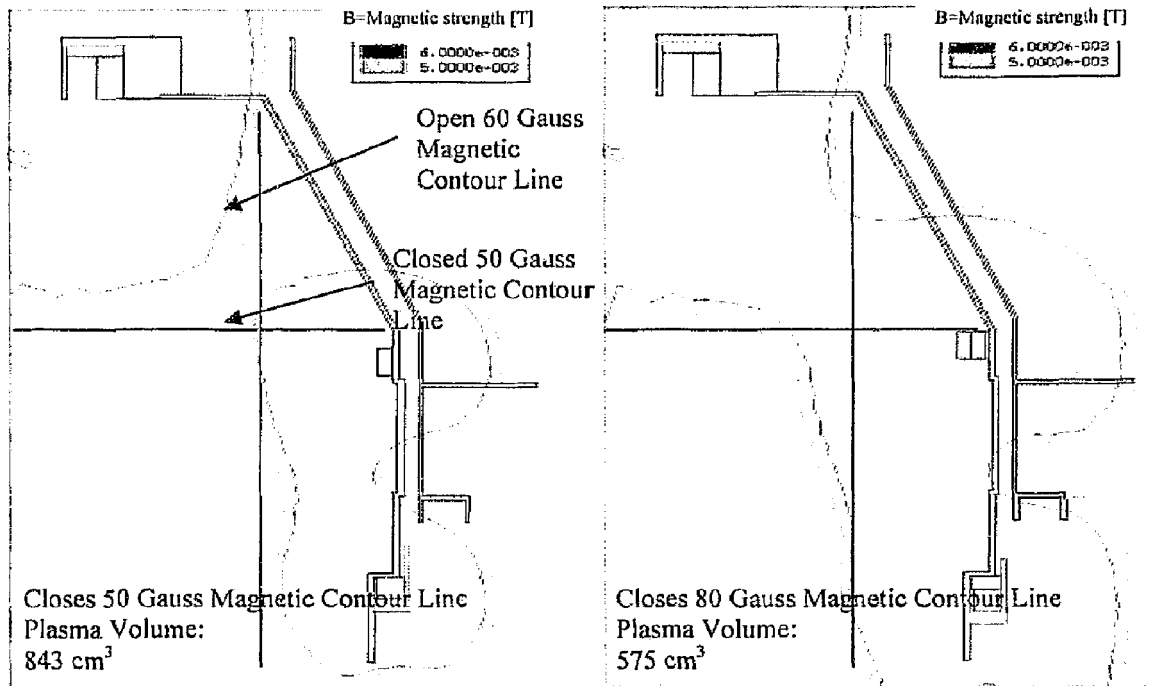 B=Magnetic strength [T]
6.0000e-003
5.0000e-003
Open 60 Gauss
Magnetic
Contour Line
Closed 50 Gauss
Magnetic Contour
Line
Closes 50 Gauss Magnetic Contour Line
Plasma Volume:
843 cm³
B=Magnetic strength [T]
6.0000e-003
5.0000e-003
Closes 80 Gauss Magnetic Contour Line
Plasma Volume:
575 cm³